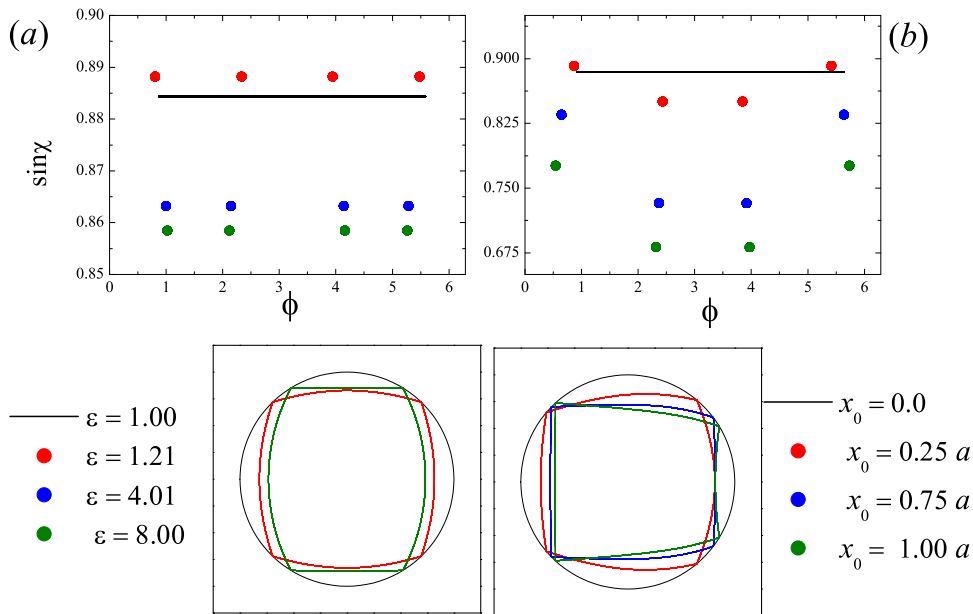 (a)
0.90
0.89
0.88
0.87
0.86
0.85
sinχ
0 1 2 3 4 5 6
ϕ
(b)
0.900
0.825
0.750
0.675
0 1 2 3 4 5 6
ϕ
ε = 1.00
ε = 1.21
ε = 4.01
ε = 8.00
x₀ = 0.0
x₀ = 0.25 a
x₀ = 0.75 a
x₀ = 1.00 a